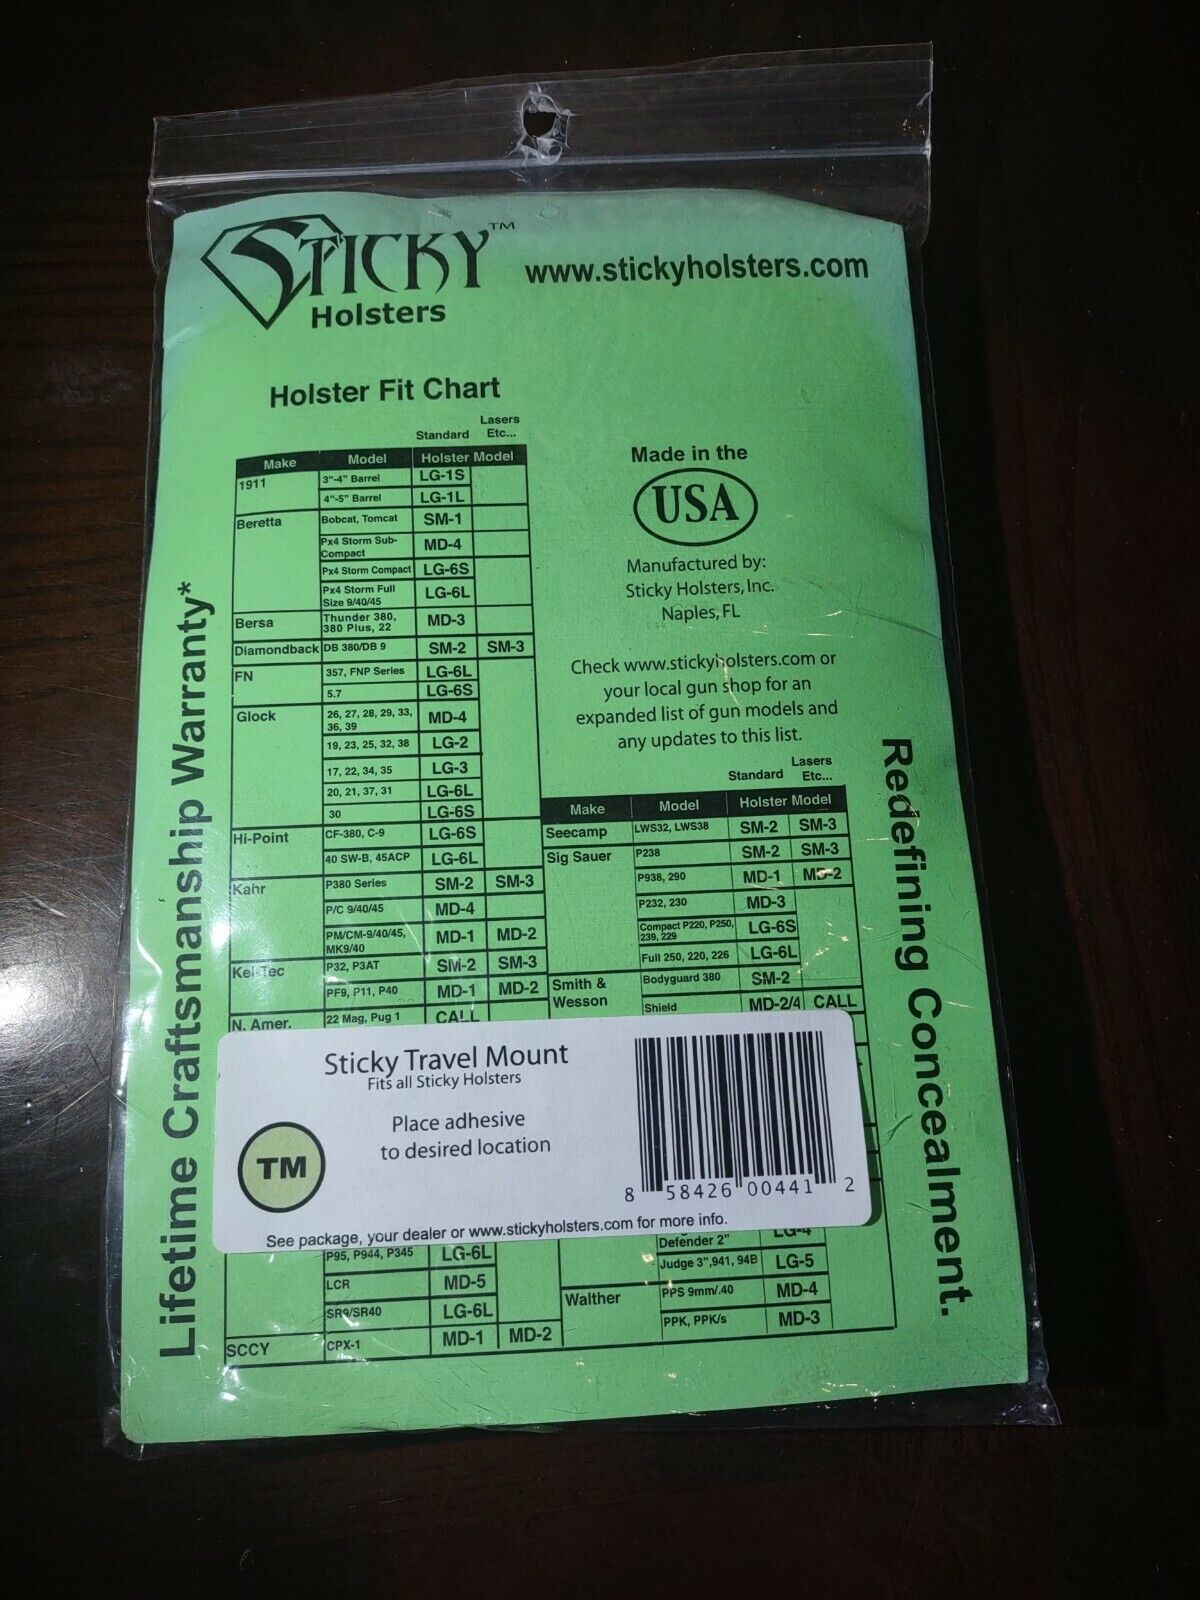 STICKY™
Holsters
www.stickyholsters.com
Holster Fit Chart
Standard Lasers Etc...
Make Model Holster Model
1911 3"-4" Barrel LG-1S
4"-5" Barrel LG-1L
Beretta Bobcat, Tomcat SM-1
Px4 Storm Sub-
Compact MD-4
Px4 Storm Compact LG-6S
Px4 Storm Full
Size 9/40/45 LG-6L
Bersa Thunder 380,
380 Plus, 22 MD-3
Diamondback DB 380/DB 9 SM-2 SM-3
FN 357, FNP Series LG-6L
5.7 LG-6S
Glock 26, 27, 28, 29, 33,
36, 39 MD-4
19, 23, 25, 32, 38 LG-2
17, 22, 34, 35 LG-3
20, 21, 37, 31 LG-6L
30 LG-6S
Hi-Point CF-380, C-9 LG-6S
40 SW-B, 45ACP LG-6L
Kahr P380 Series SM-2 SM-3
P/C 9/40/45 MD-4
PM/CM-9/40/45,
MK9/40 MD-1 MD-2
Kel-Tec P32, P3AT SM-2 SM-3
PF9, P11, P40 MD-1 MD-2
N. Amer. 22 Mag, Pug 1 CALL
Made in the
USA
Manufactured by:
Sticky Holsters, Inc.
Naples, FL
Check www.stickyholsters.com or
your local gun shop for an
expanded list of gun models and
any updates to this list.
Standard Lasers Etc...
Make Model Holster Model
Seecamp LWS32, LWS38 SM-2 SM-3
Sig Sauer P238 SM-2 SM-3
P938, 290 MD-1 MD-2
P232, 230 MD-3
Compact P220, P250,
239, 229 LG-6S
Full 250, 220, 226 LG-6L
Smith &
Wesson Bodyguard 380 SM-2
Shield MD-2/4 CALL
Sticky Travel Mount
Fits all Sticky Holsters
Place adhesive
to desired location
TM
8 58426 00441 2
See package, your dealer or www.stickyholsters.com for more info.
P95, P944, P345 LG-6L
LCR MD-5
SR9/SR40 LG-6L
SCCY CPX-1 MD-1 MD-2
Defender 2" LG-4
Judge 3",941, 94B LG-5
Walther PPS 9mm/.40 MD-4
PPK, PPK/s MD-3
Lifetime Craftsmanship Warranty*
Redefining Concealment.